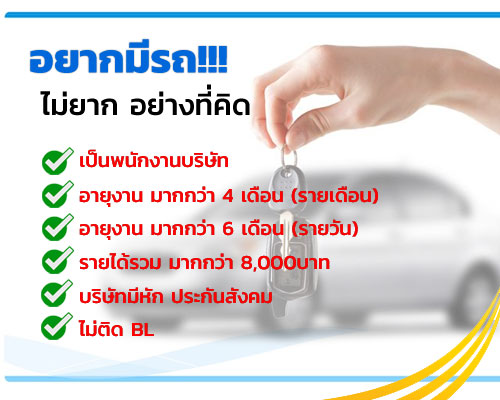 อยากมีรถ!!!
ไม่ยาก อย่างที่คิด
เป็นพนักงานบริษัท
อายุงาน มากกว่า 4 เดือน (รายเดือน)
อายุงาน มากกว่า 6 เดือน (รายวัน)
รายได้รวม มากกว่า 8,000บาท
บริษัทมีหัก ประกันสังคม
ไม่ติด BL